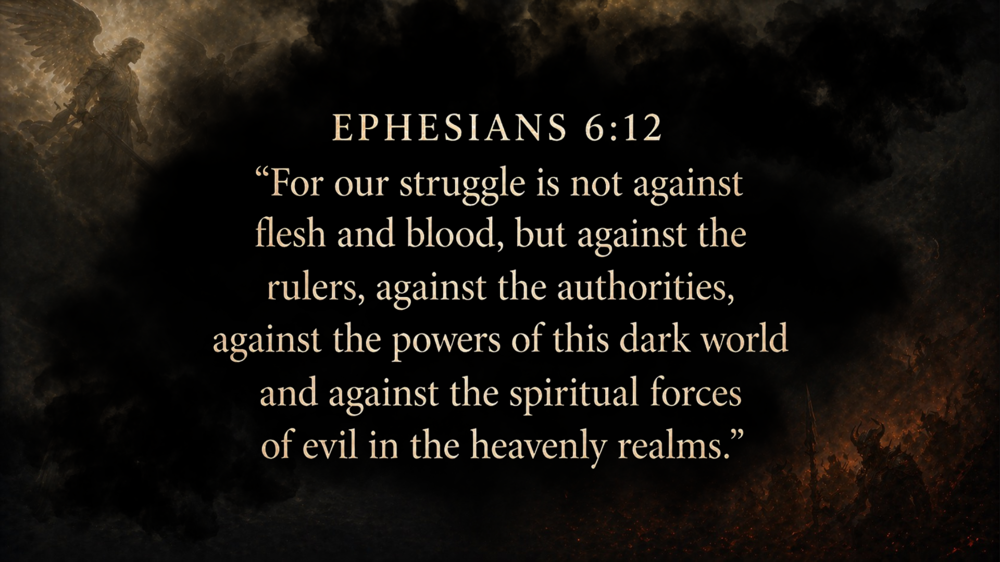 EPHESIANS 6:12
“For our struggle is not against
flesh and blood, but against the
rulers, against the authorities,
against the powers of this dark world
and against the spiritual forces
of evil in the heavenly realms.”